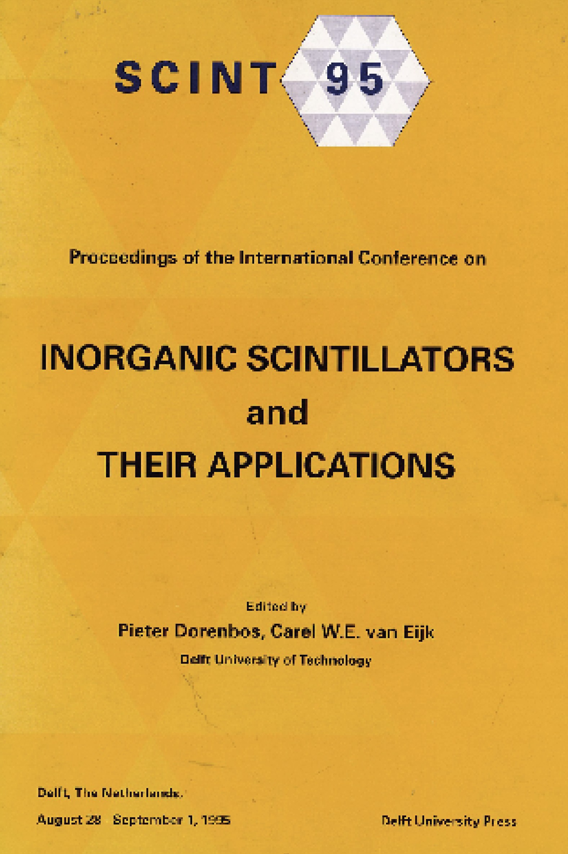 SCINT 95
Proceedings of the International Conference on
INORGANIC SCINTILLATORS
and
THEIR APPLICATIONS
Edited by
Pieter Dorenbos, Carel W.E. van Eijk
Delft University of Technology
Delft, The Netherlands.
August 28 - September 1, 1995
Delft University Press